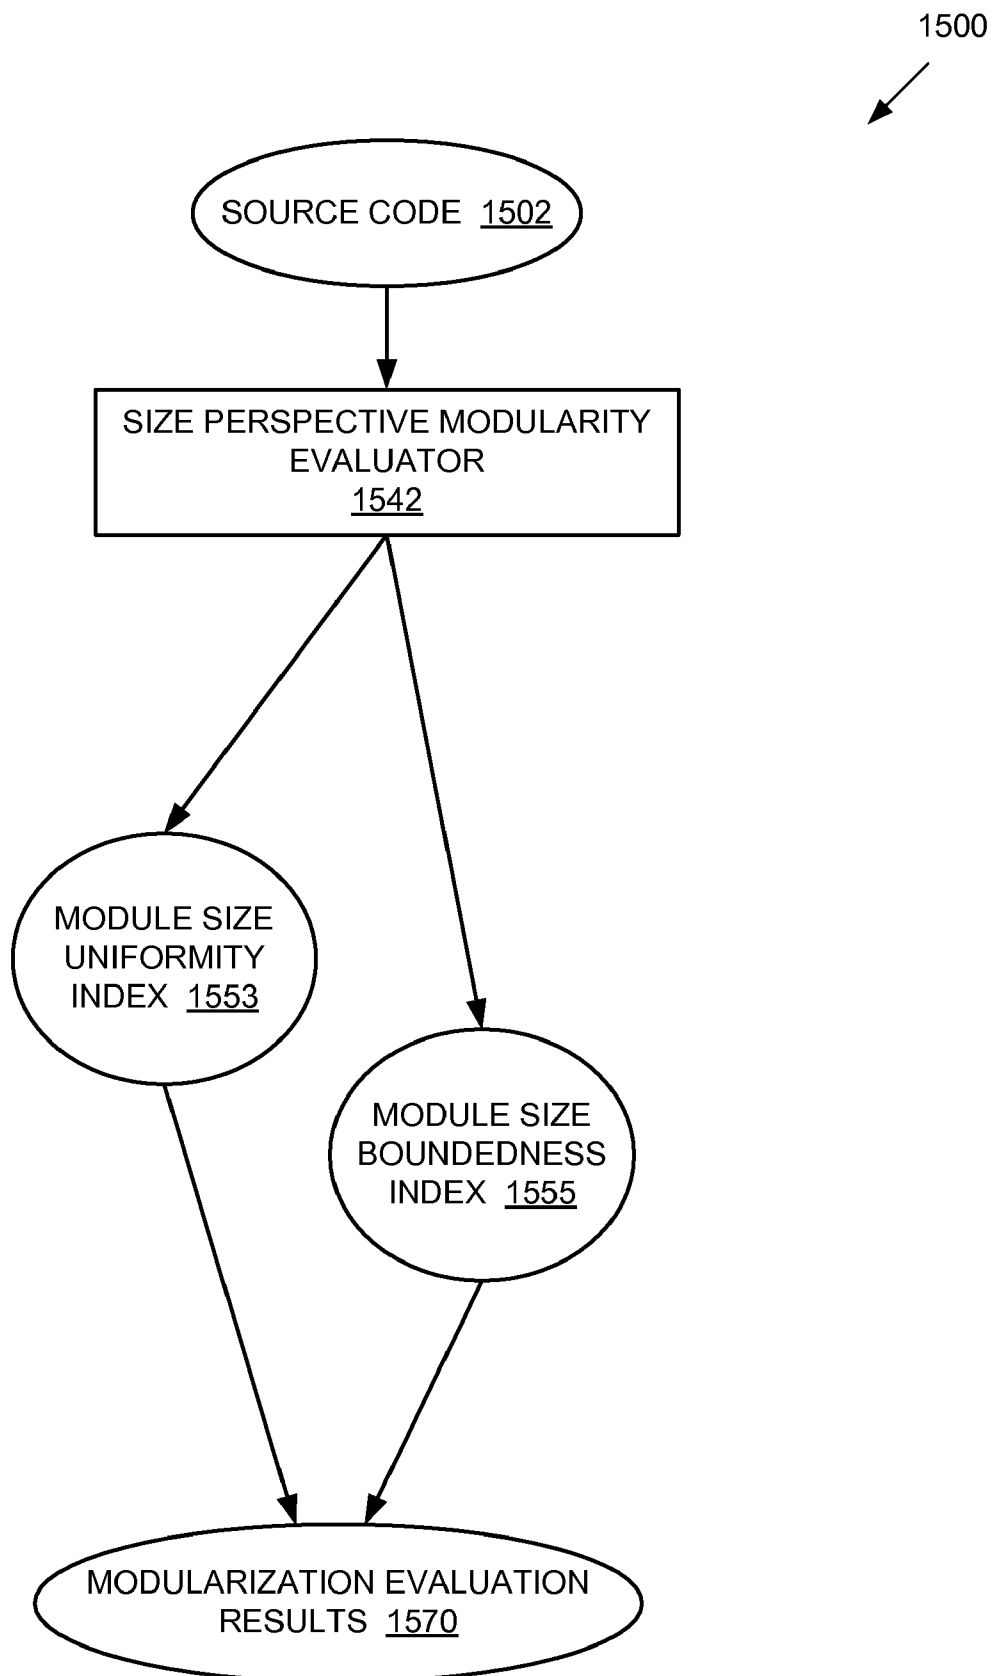 1500
SOURCE CODE 1502
SIZE PERSPECTIVE MODULARITY
EVALUATOR
1542
MODULE SIZE
UNIFORMITY
INDEX 1553
MODULE SIZE
BOUNDEDNESS
INDEX 1555
MODULARIZATION EVALUATION
RESULTS 1570